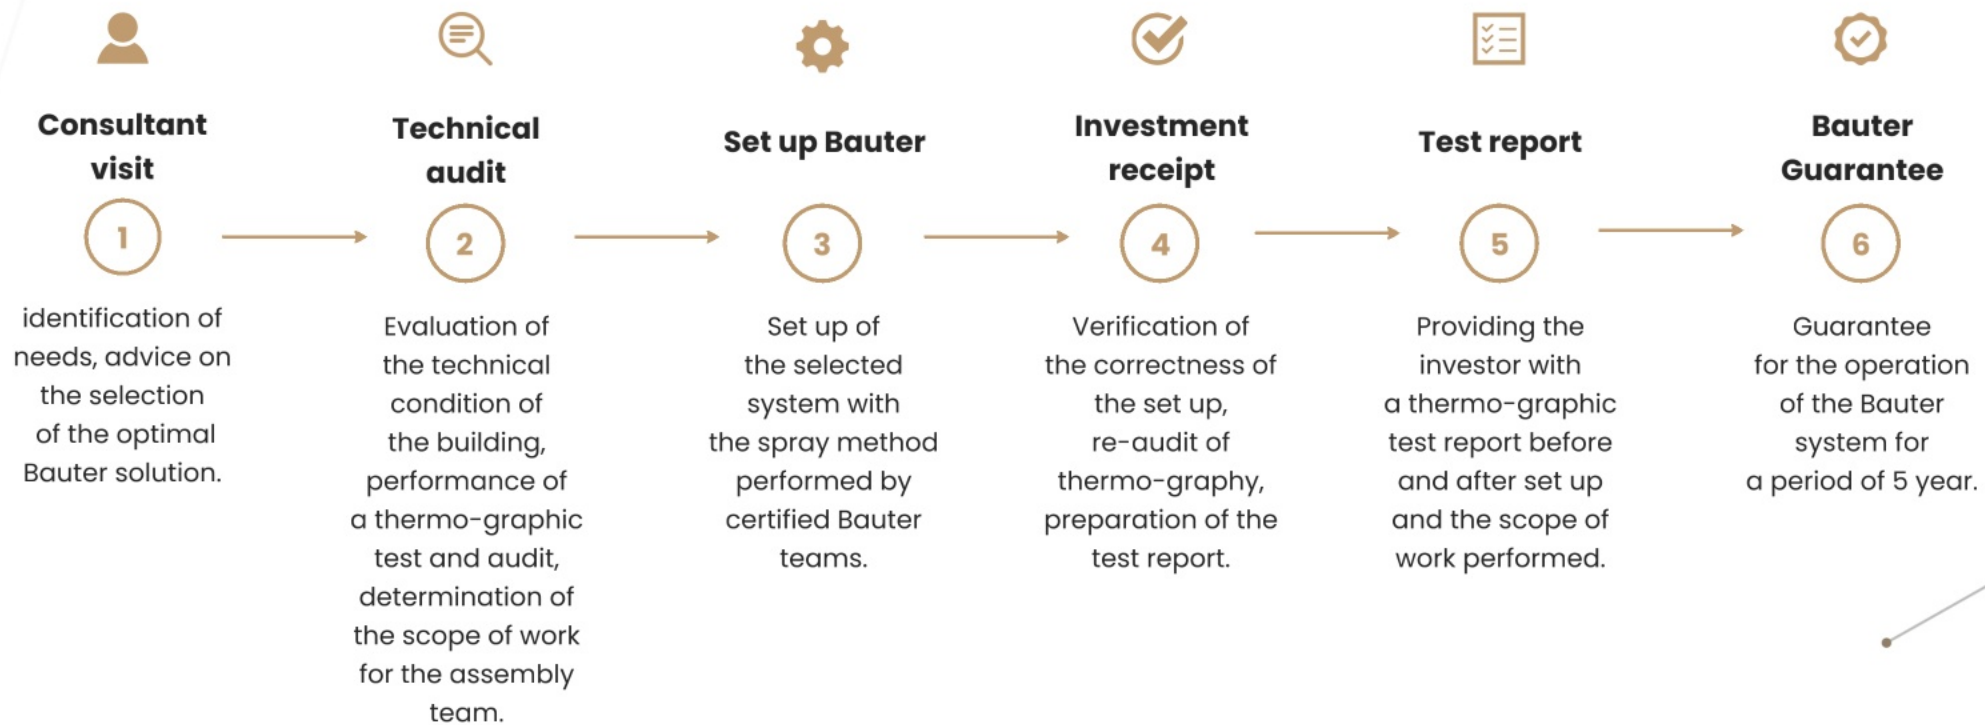 Consultant
visit
1
identification of
needs, advice on
the selection
of the optimal
Bauter solution.
Technical
audit
2
Evaluation of
the technical
condition of
the building,
performance of
a thermo-graphic
test and audit,
determination of
the scope of work
for the assembly
team.
Set up Bauter
3
Set up of
the selected
system with
the spray method
performed by
certified Bauter
teams.
Investment
receipt
4
Verification of
the correctness of
the set up,
re-audit of
thermo-graphy,
preparation of the
test report.
Test report
5
Providing the
investor with
a thermo-graphic
test report before
and after set up
and the scope of
work performed.
Bauter
Guarantee
6
Guarantee
for the operation
of the Bauter
system for
a period of 5 year.